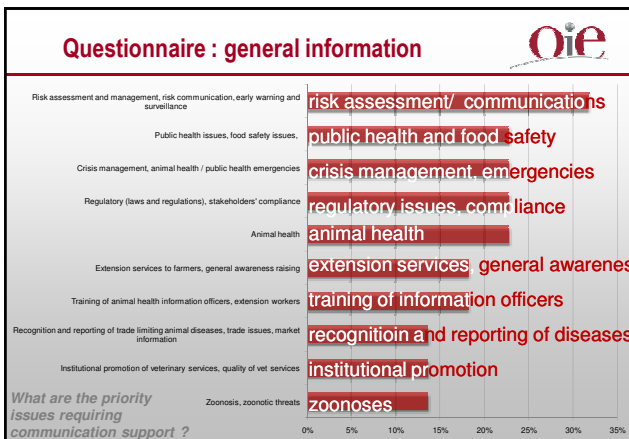 Questionnaire : general information
Oie
Risk assessment and management, risk communication, early warning and
surveillance
risk assessment/ communications
Public health issues, food safety issues,
public health and food safety
Crisis management, animal health / public health emergencies
crisis management, emergencies
Regulatory (laws and regulations), stakeholders' compliance
regulatory issues, compliance
Animal health
animal health
Extension services to farmers, general awareness raising
extension services, general awarenes
Training of animal health information officers, extension workers
training of information officers
Recognition and reporting of trade limiting animal diseases, trade issues, market
information
recognitioin and reporting of diseases
Institutional promotion of veterinary services, quality of vet services
institutional promotion
Zoonosis, zoonotic threats
zoonoses
What are the priority
issues requiring
communication support ?
0% 5% 10% 15% 20% 25% 30% 35%